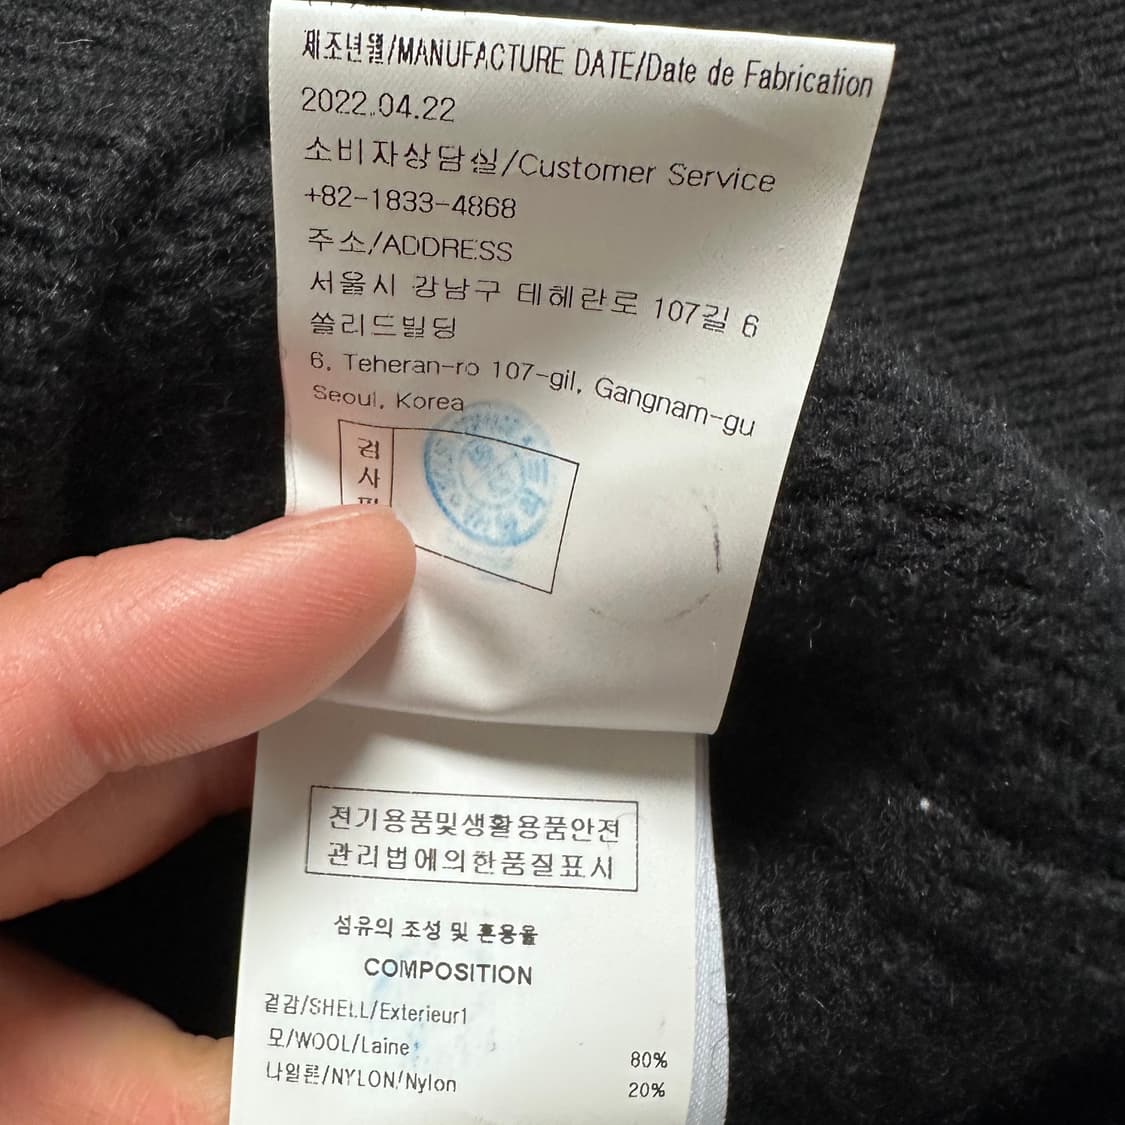 제조년월/MANUFACTURE DATE/Date de Fabrication
2022.04.22
소비자상담실/Customer Service
+82-1833-4868
주소/ADDRESS
서울시 강남구 테헤란로 107길 6
쏠리드빌딩
6, Teheran-ro 107-gil, Gangnam-gu
Seoul, Korea
검
사
전기용품및생활용품안전
관리법에의한품질표시
섬유의 조성 및 혼용율
COMPOSITION
겉감/SHELL/Exterieur1
모/WOOL/Laine 80%
나일론/NYLON/Nylon 20%